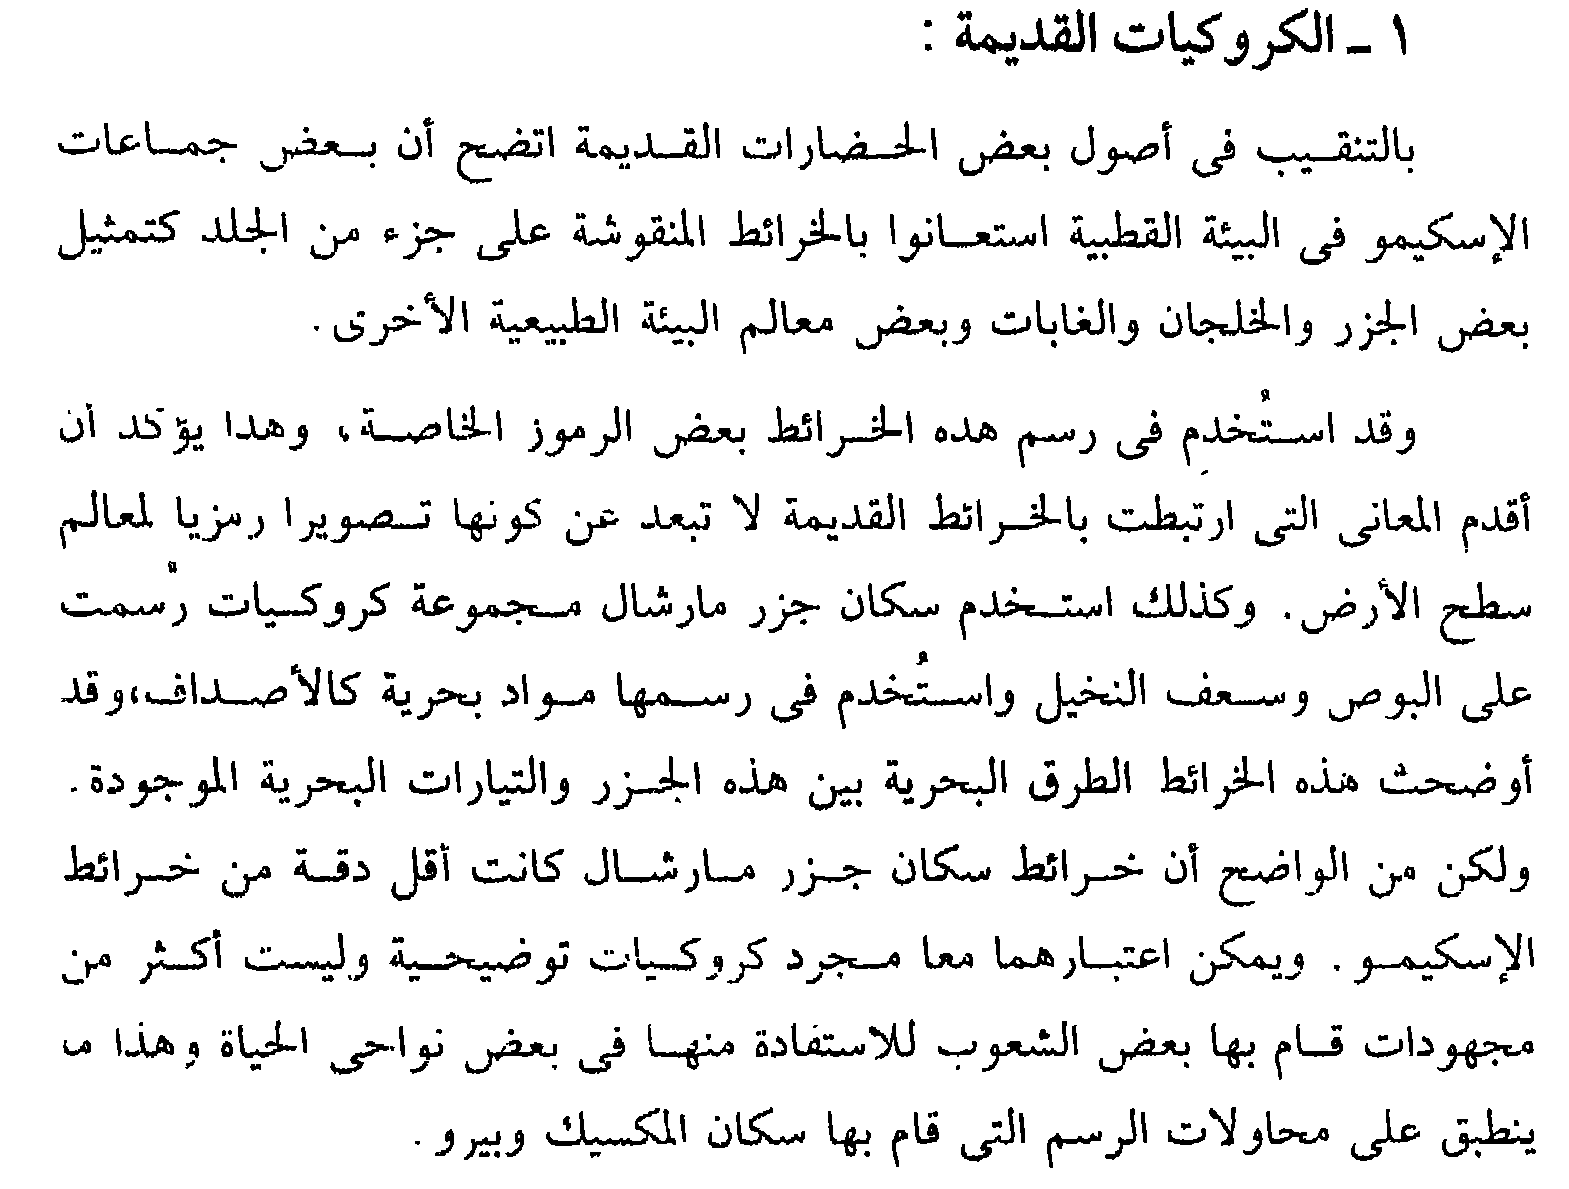 ١ ـ الكروكيات القديمة :
بالتنقيب فى أصول بعض الحضارات القديمة اتضح أن بعض جماعات
الإسكيمو فى البيئة القطبية استعانوا بالخرائط المنقوشة على جزء من الجلد كتمثيل
بعض الجزر والخلجان والغابات وبعض معالم البيئة الطبيعية الأخرى .
وقد استُخدم فى رسم هذه الخرائط بعض الرموز الخاصة، وهذا يؤكد أن
أقدم المعانى التى ارتبطت بالخرائط القديمة لا تبعد عن كونها تصويرا رمزيا لمعالم
سطح الأرض. وكذلك استخدم سكان جزر مارشال مجموعة كروكيات رُسمت
على البوص وسعف النخيل واستُخدم فى رسمها مواد بحرية كالأصداف،وقد
أوضحت هذه الخرائط الطرق البحرية بين هذه الجزر والتيارات البحرية الموجودة.
ولكن من الواضح أن خرائط سكان جزر مارشال كانت أقل دقة من خرائط
الإسكيمو . ويمكن اعتبارهما معا مجرد كروكيات توضيحية وليست أكثر من
مجهودات قام بها بعض الشعوب للاستفادة منها فى بعض نواحى الحياة وهذا ما
ينطبق على محاولات الرسم التى قام بها سكان المكسيك وبيرو .